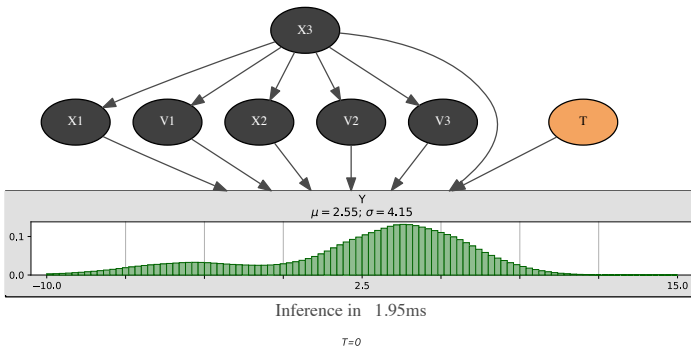 X3
X1
V1
X2
V2
V3
T
Y
μ = 2.55; σ = 4.15
0.1
0.0
−10.0
2.5
15.0
Inference in 1.95ms
T=0